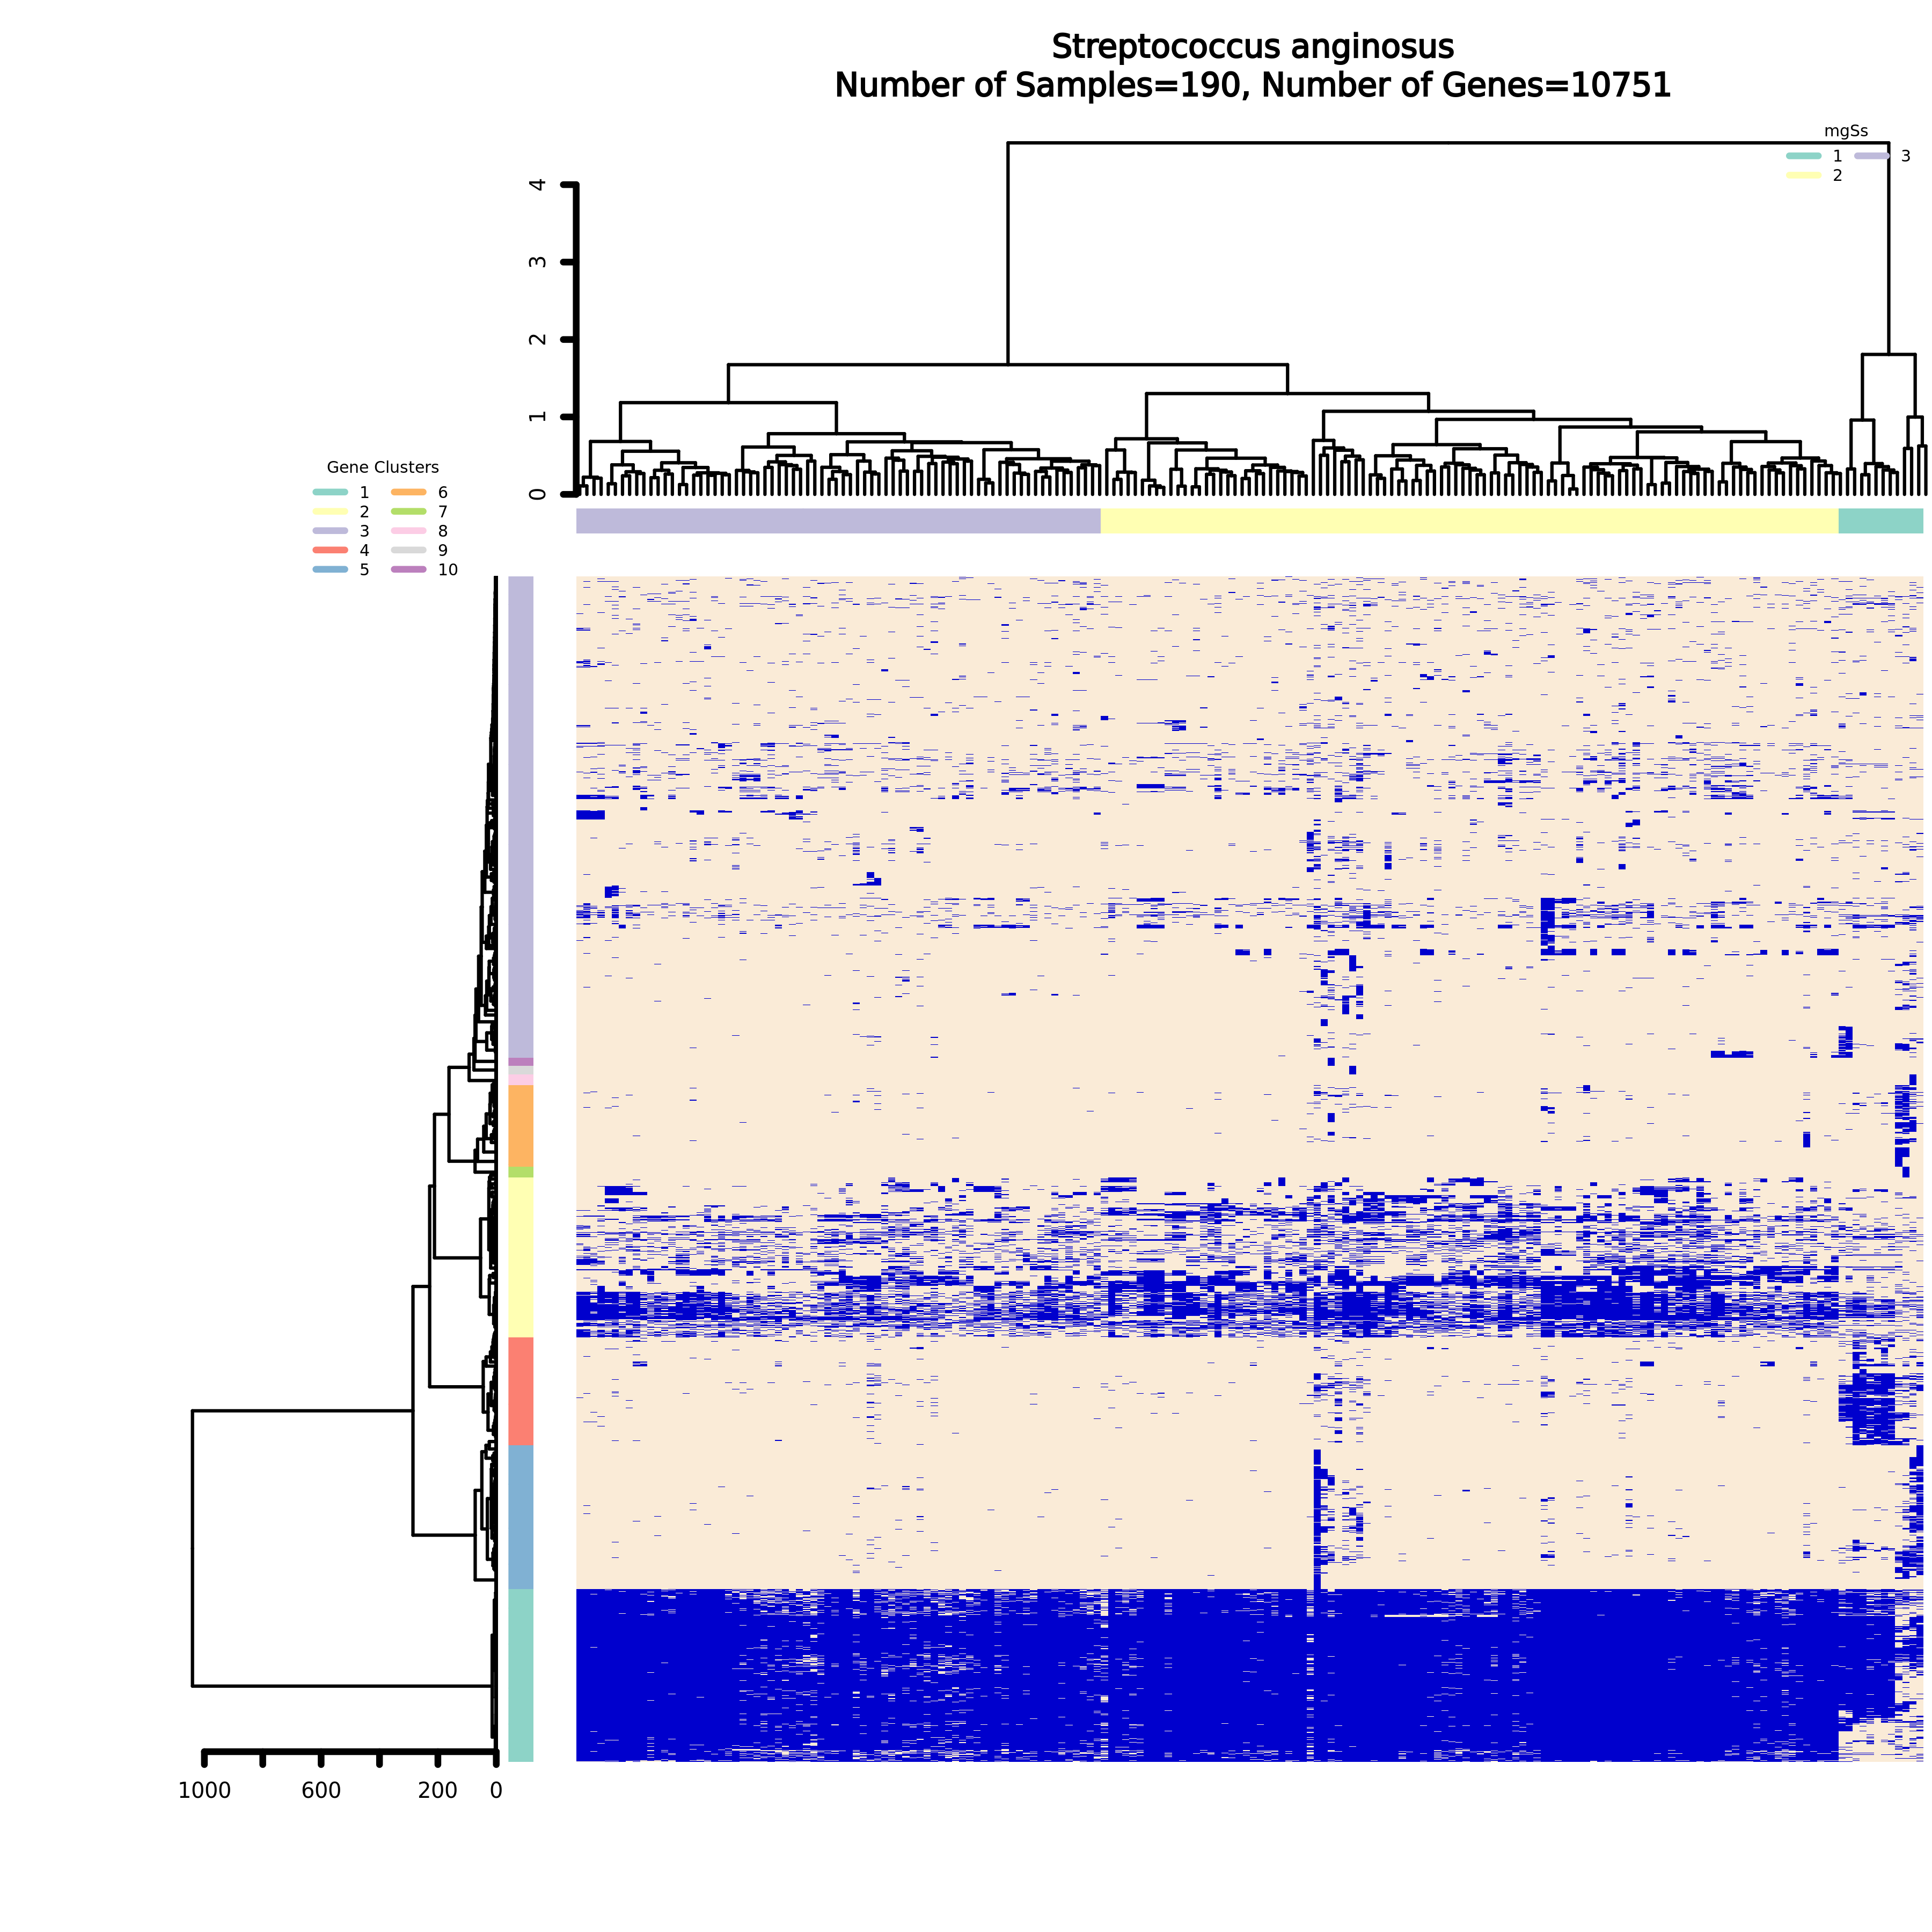 Streptococcus anginosus
Number of Samples=190, Number of Genes=10751
mgSs
1 3
2
4
3
2
1
0
Gene Clusters
1 6
2 7
3 8
4 9
5 10
1000 600 200 0